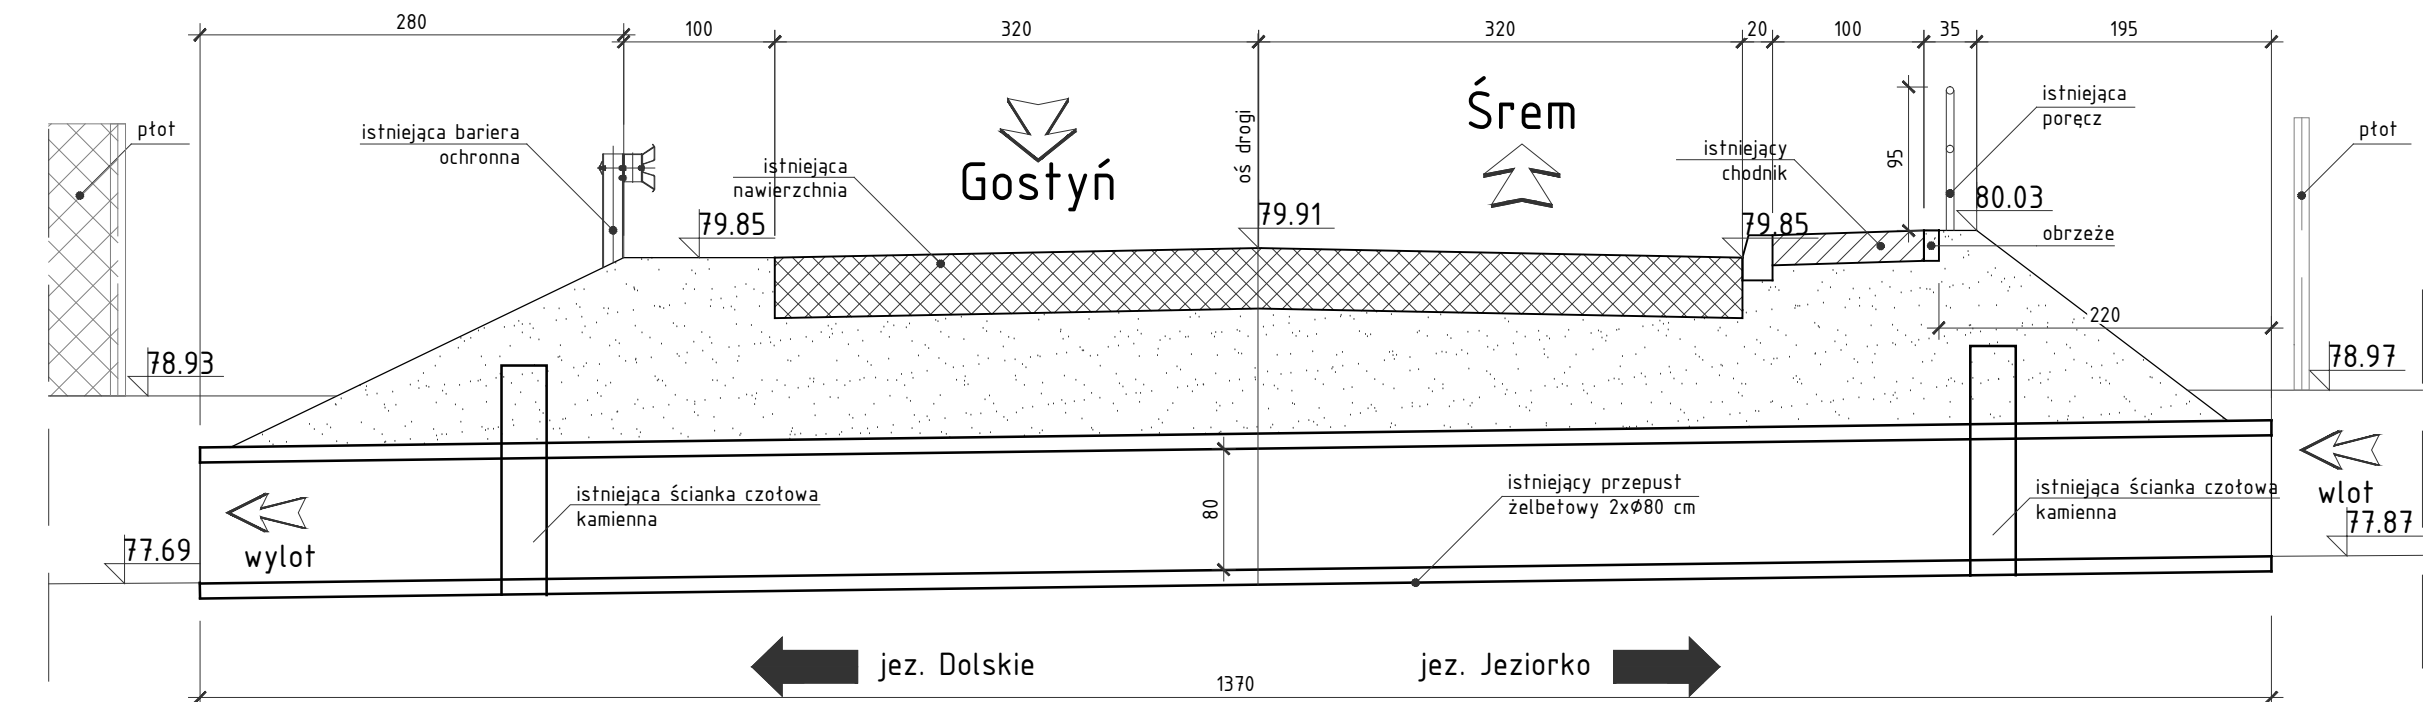 280
100
320
320
20
100
35
195
płot
istniejąca bariera
ochronna
istniejąca
nawierzchnia
Gostyń
oś drogi
Śrem
istniejący
chodnik
95
istniejąca
poręcz
płot
79.85
79.91
79.85
80.03
obrzeże
220
78.93
78.97
istniejąca ścianka czołowa
kamienna
80
istniejący przepust
żelbetowy 2xØ80 cm
istniejąca ścianka czołowa
kamienna
wlot
77.87
77.69
wylot
jez. Dolskie
jez. Jeziorko
1370